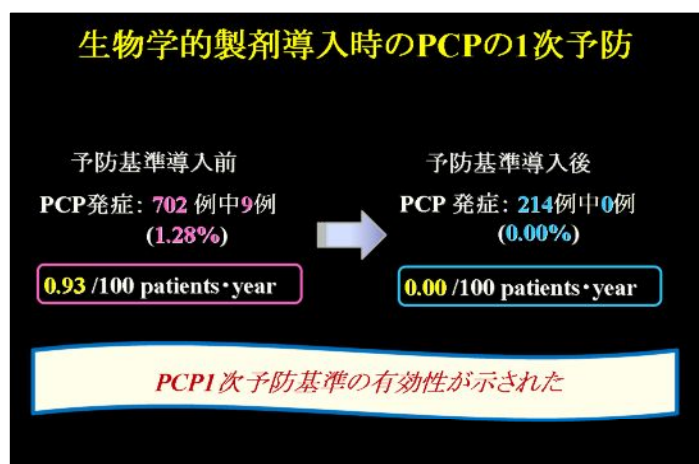 生物学的製剤導入時のPCPの1次予防
予防基準導入前
PCP発症: 702 例中9例
(1.28%)
0.93 /100 patients・year
予防基準導入後
PCP 発症: 214例中0例
(0.00%)
0.00 /100 patients・year
PCP1次予防基準の有効性が示された